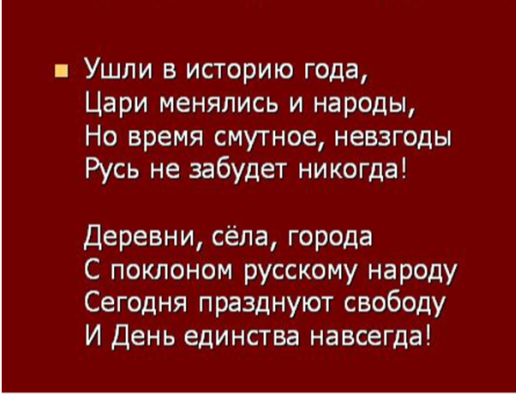 Ушли в историю года,
Цари менялись и народы,
Но время смутное, невзгоды
Русь не забудет никогда!
Деревни, сёла, города
С поклоном русскому народу
Сегодня празднуют свободу
И День единства навсегда!